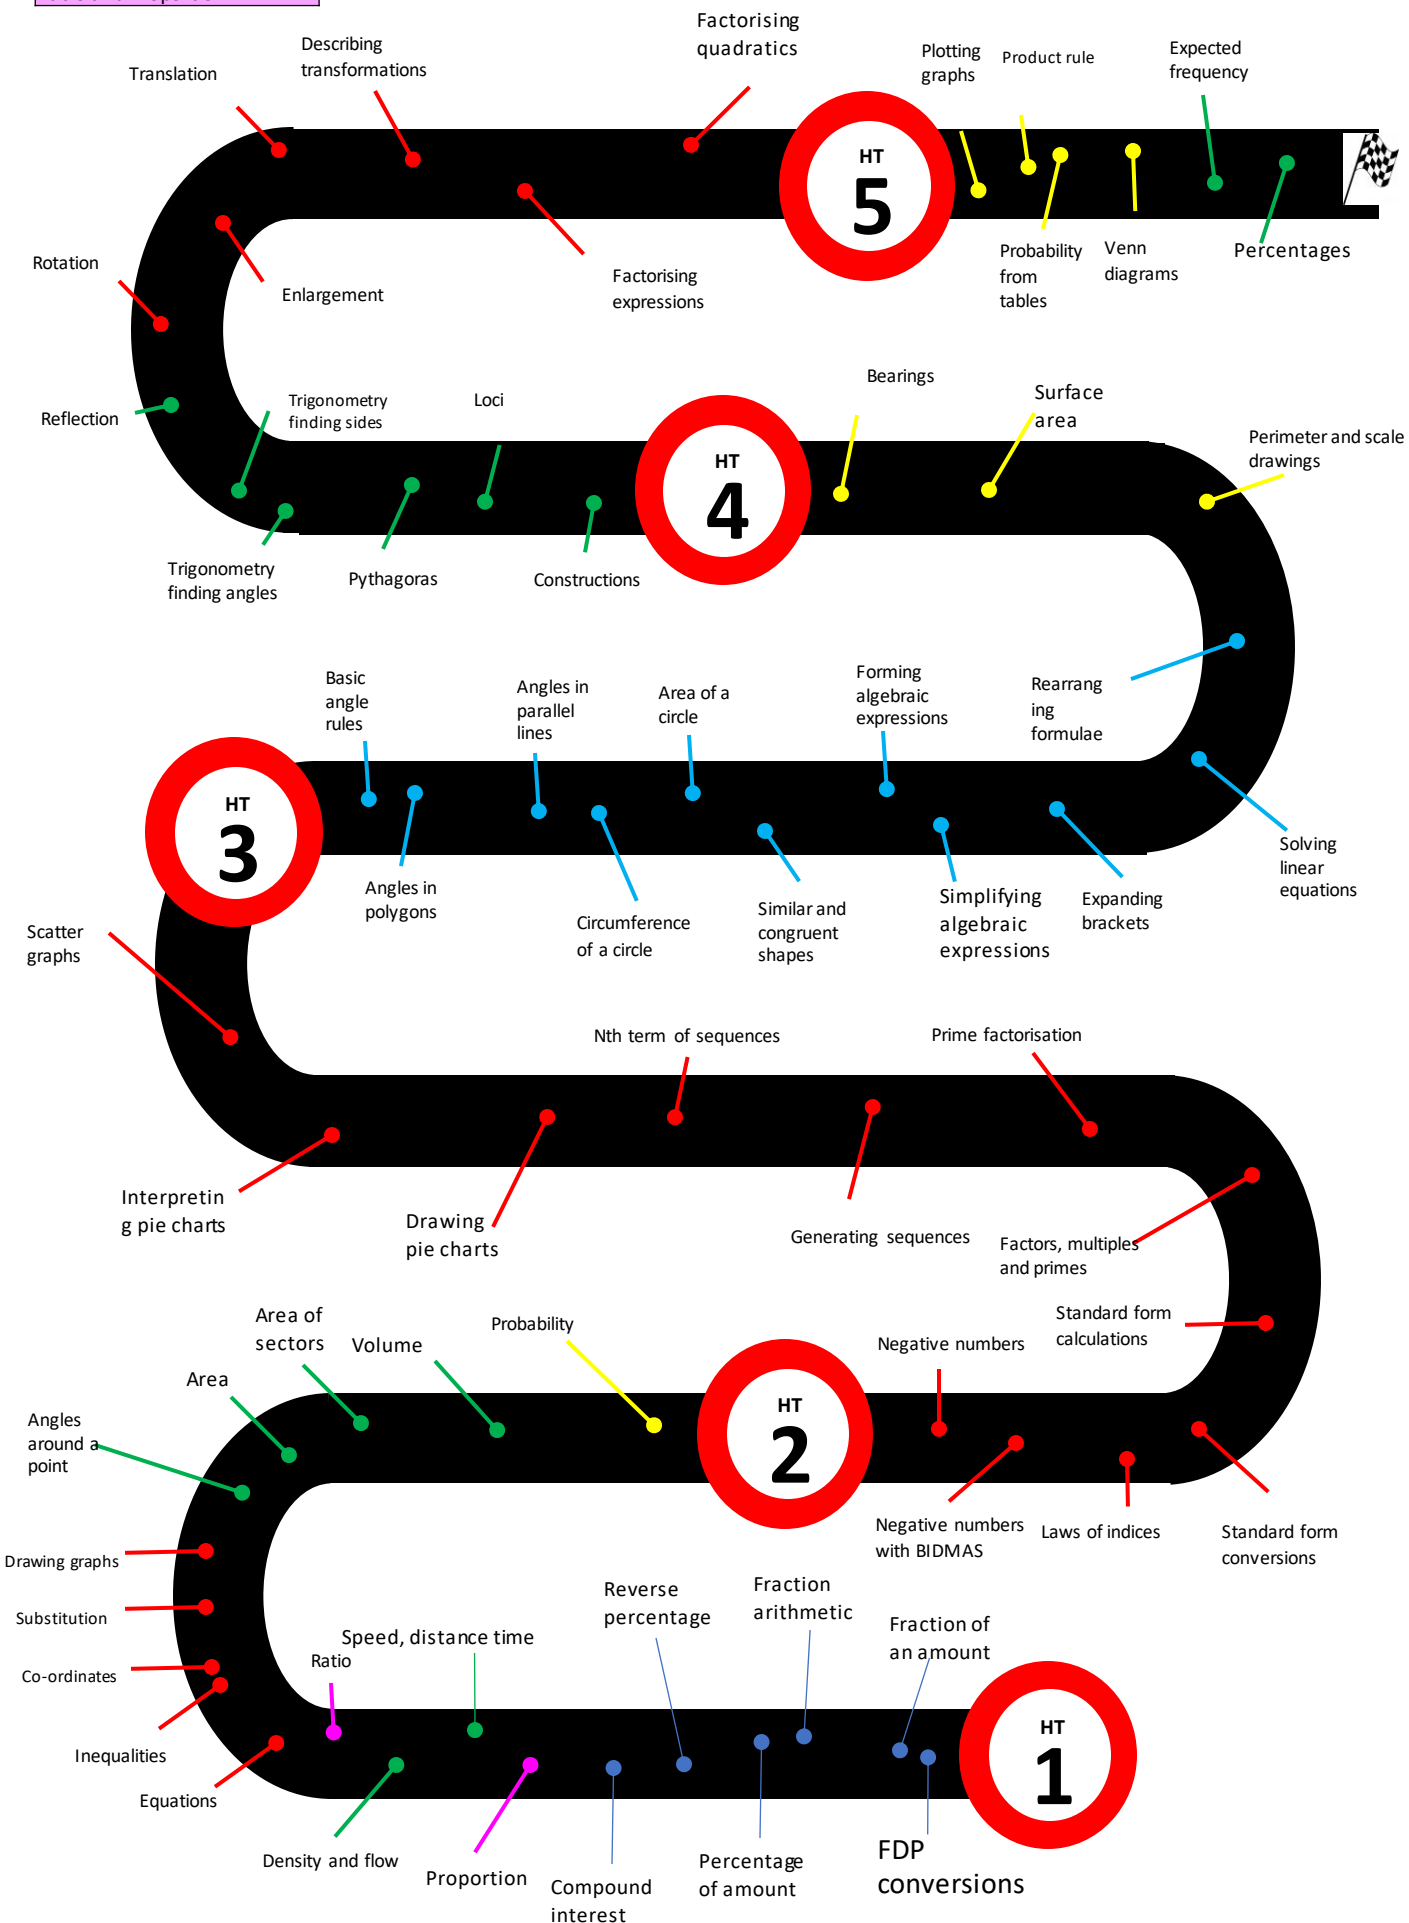 Factorising
quadratics
Describing
transformations
Translation
Plotting
graphs
Product rule
Expected
frequency
HT
5
Rotation
Enlargement
Factorising
expressions
Probability
from
tables
Venn
diagrams
Percentages
Reflection
Trigonometry
finding sides
Loci
Bearings
Surface
area
Perimeter and scale
drawings
HT
4
Trigonometry
finding angles
Pythagoras
Constructions
Basic
angle
rules
Angles in
parallel
lines
Area of a
circle
Forming
algebraic
expressions
Rearrang
ing
formulae
HT
3
Angles in
polygons
Circumference
of a circle
Similar and
congruent
shapes
Simplifying
algebraic
expressions
Expanding
brackets
Solving
linear
equations
Scatter
graphs
Nth term of sequences
Prime factorisation
Interpretin
g pie charts
Drawing
pie charts
Generating sequences
Factors, multiples
and primes
Area of
sectors
Volume
Probability
Negative numbers
Standard form
calculations
Area
Angles
around a
point
HT
2
Negative numbers
with BIDMAS
Laws of indices
Standard form
conversions
Drawing graphs
Substitution
Co-ordinates
Inequalities
Equations
Ratio
Speed, distance time
Reverse
percentage
Fraction
arithmetic
Fraction of
an amount
HT
1
Density and flow
Proportion
Compound
interest
Percentage
of amount
FDP
conversions